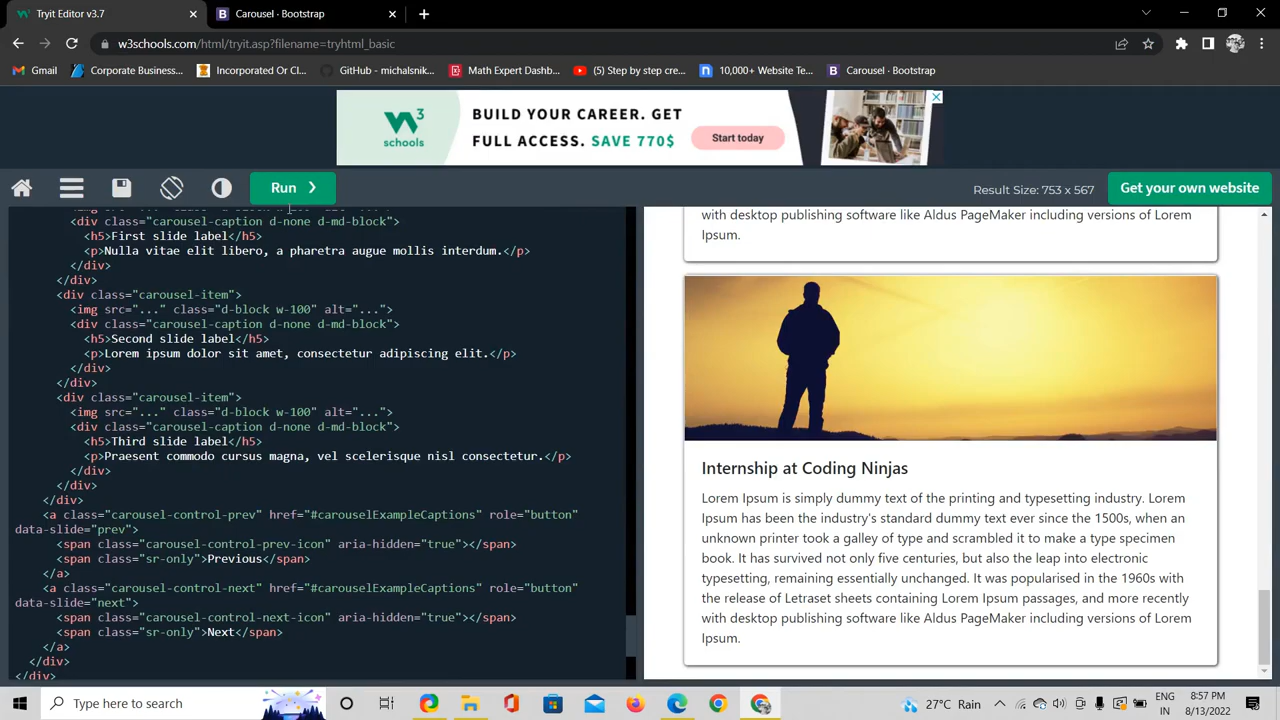 Tryit Editor v3.7
Carousel · Bootstrap
w3schools.com/html/tryit.asp?filename=tryhtml_basic
Gmail
Corporate Business...
Incorporated Or Cl...
GitHub - michalsnik...
Math Expert Dashb...
(5) Step by step cre...
10,000+ Website Te...
Carousel · Bootstrap
schools
BUILD YOUR CAREER. GET
FULL ACCESS. SAVE 770$
Start today
Run ❯
Result Size: 753 x 567
Get your own website
<div class="carousel-caption d-none d-md-block">
<h5>First slide label</h5>
<p>Nulla vitae elit libero, a pharetra augue mollis interdum.</p>
</div>
</div>
<div class="carousel-item">
<img src="..." class="d-block w-100" alt="...">
<div class="carousel-caption d-none d-md-block">
<h5>Second slide label</h5>
<p>Lorem ipsum dolor sit amet, consectetur adipiscing elit.</p>
</div>
</div>
<div class="carousel-item">
<img src="..." class="d-block w-100" alt="...">
<div class="carousel-caption d-none d-md-block">
<h5>Third slide label</h5>
<p>Praesent commodo cursus magna, vel scelerisque nisl consectetur.</p>
</div>
</div>
</div>
<a class="carousel-control-prev" href="#carouselExampleCaptions" role="button"
data-slide="prev">
<span class="carousel-control-prev-icon" aria-hidden="true"></span>
<span class="sr-only">Previous</span>
</a>
<a class="carousel-control-next" href="#carouselExampleCaptions" role="button"
data-slide="next">
<span class="carousel-control-next-icon" aria-hidden="true"></span>
<span class="sr-only">Next</span>
</a>
</div>
</div>
with desktop publishing software like Aldus PageMaker including versions of Lorem
Ipsum.
Internship at Coding Ninjas
Lorem Ipsum is simply dummy text of the printing and typesetting industry. Lorem
Ipsum has been the industry's standard dummy text ever since the 1500s, when an
unknown printer took a galley of type and scrambled it to make a type specimen
book. It has survived not only five centuries, but also the leap into electronic
typesetting, remaining essentially unchanged. It was popularised in the 1960s with
the release of Letraset sheets containing Lorem Ipsum passages, and more recently
with desktop publishing software like Aldus PageMaker including versions of Lorem
Ipsum.
Type here to search
27°C Rain
ENG
IN
8:57 PM
8/13/2022